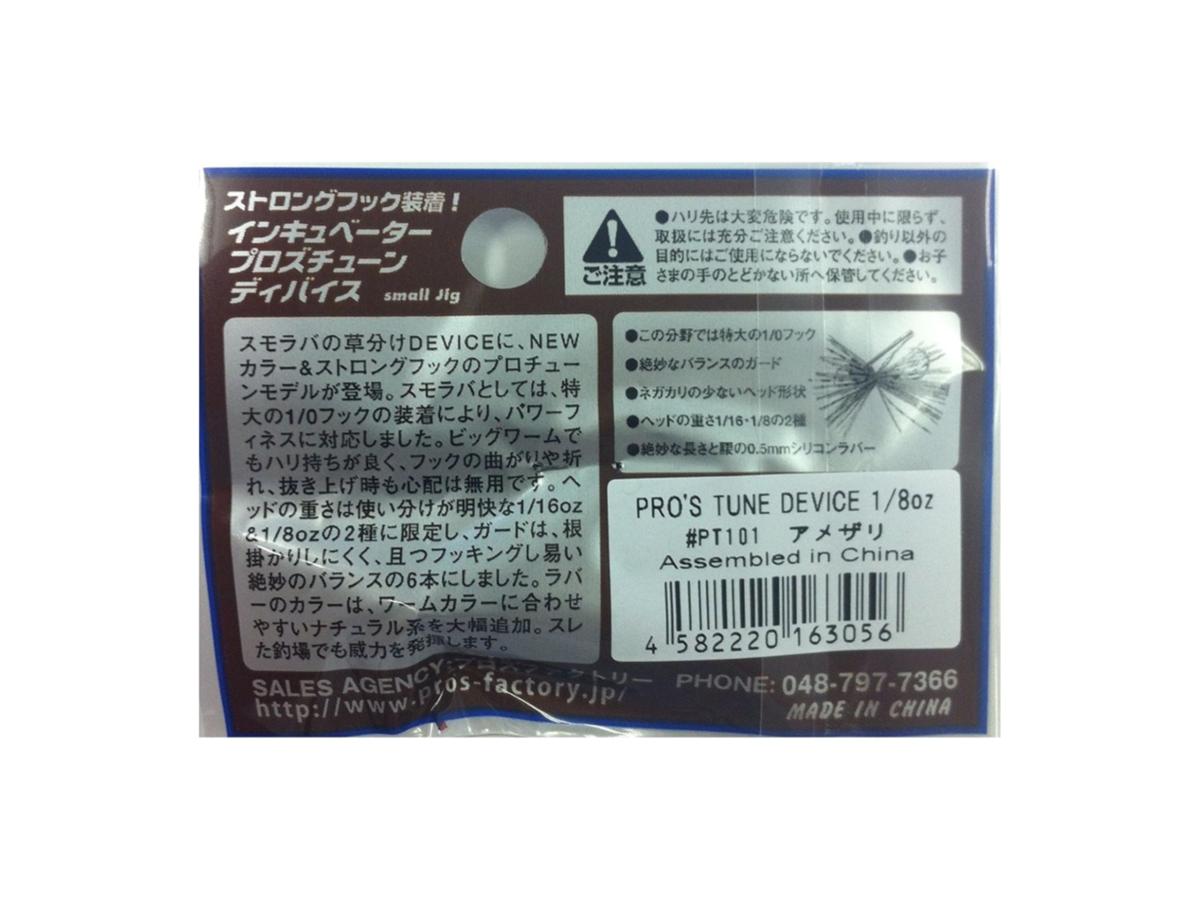 ストロングフック装着！
インキュベーター
プロズチューン
ディバイス small Jig
ご注意
●ハリ先は大変危険です。使用中に限らず、
取扱には充分ご注意ください。●釣り以外の
目的にはご使用にならないでください。●お子
さまの手のとどかない所へ保管してください。
スモラバの草分けDEVICEに、NEW
カラー&ストロングフックのプロチュー
ンモデルが登場。スモラバとしては、特
大の1/0フックの装着により、パワーフ
ィネスに対応しました。ビッグワームで
もハリ持ちが良く、フックの曲がりや折
れ、抜き上げ時も心配は無用です。ヘ
ッドの重さは使い分けが明快な1/16oz
&1/8ozの2種に限定し、ガードは、根
掛かりしにくく、且つフッキングし易い
絶妙のバランスの6本にしました。ラバ
ーのカラーは、ワームカラーに合わせ
やすいナチュラル系を大幅追加。スレ
た釣場でも威力を発揮します。
●この分野では特大の1/0フック
●絶妙なバランスのガード
●ネガカリの少ないヘッド形状
●ヘッドの重さ1/16・1/8の2種
●絶妙な長さと腰の0.5mmシリコンラバー
PRO'S TUNE DEVICE 1/8oz
#PT101 アメザリ
Assembled in China
4 582220 163056
SALES AGENCY:プロズファクトリー PHONE: 048-797-7366
http://www.pros-factory.jp/
MADE IN CHINA